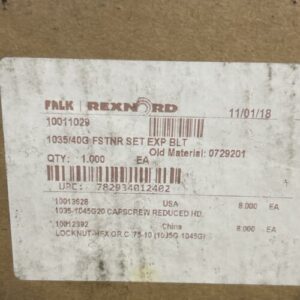 FALK REXNORD 11/01/18
10011029
1035/40G FSTNR SET EXP BLT
Old Material: 0729201
QTY: 1.000 EA
UPC: 782934012402
10013628 USA 8.000 EA
1035-1045G20 CAPSCREW REDUCED HD.
10012392 China 8.000 EA
LOCKNUT-HEX GR.C .75-10 (1035G-1045G)